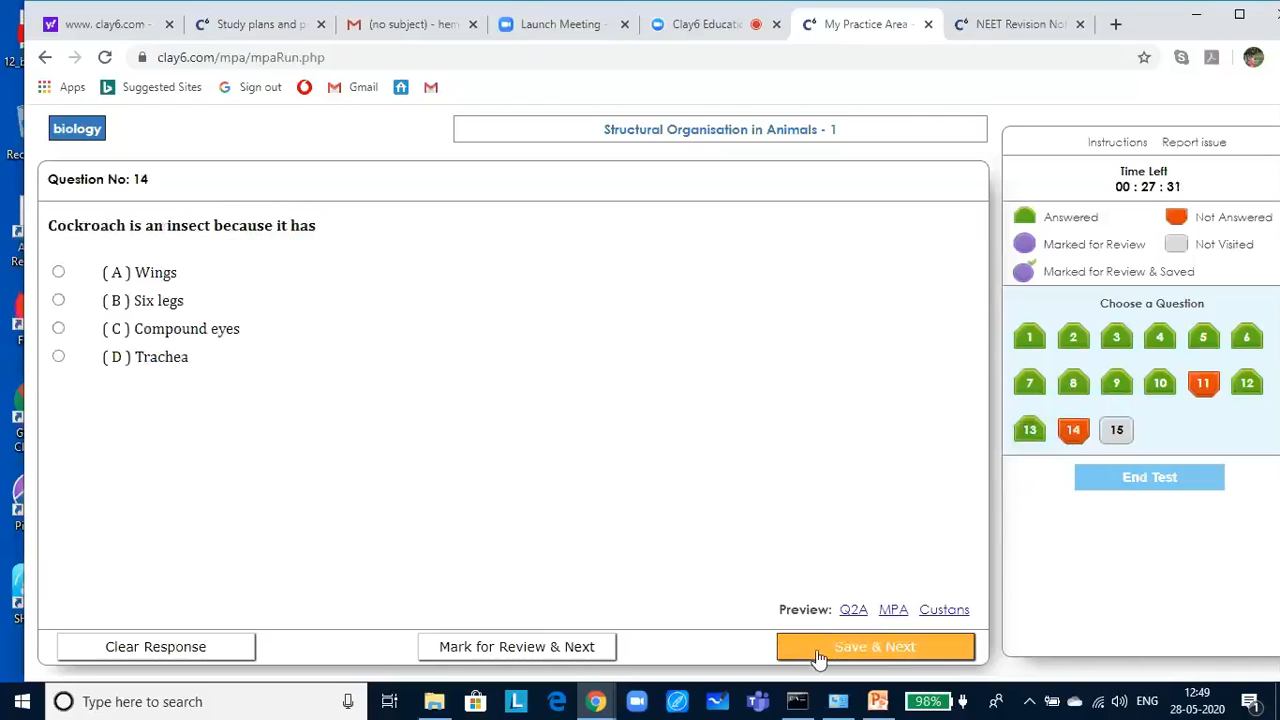 www. clay6.com -
Study plans and p
(no subject) - hem
Launch Meeting -
Clay6 Educati
My Practice Area -
NEET Revision Not
clay6.com/mpa/mpaRun.php
Apps
Suggested Sites
Sign out
Gmail
biology
Structural Organisation in Animals - 1
Instructions Report issue
Question No: 14
Time Left
00 : 27 : 31
Cockroach is an insect because it has
( A ) Wings
( B ) Six legs
( C ) Compound eyes
( D ) Trachea
Answered Not Answered
Marked for Review Not Visited
Marked for Review & Saved
Choose a Question
1 2 3 4 5 6
7 8 9 10 11 12
13 14 15
End Test
Preview: Q2A MPA Custans
Clear Response Mark for Review & Next Save & Next
Type here to search
98%
ENG
12:49
28-05-2020